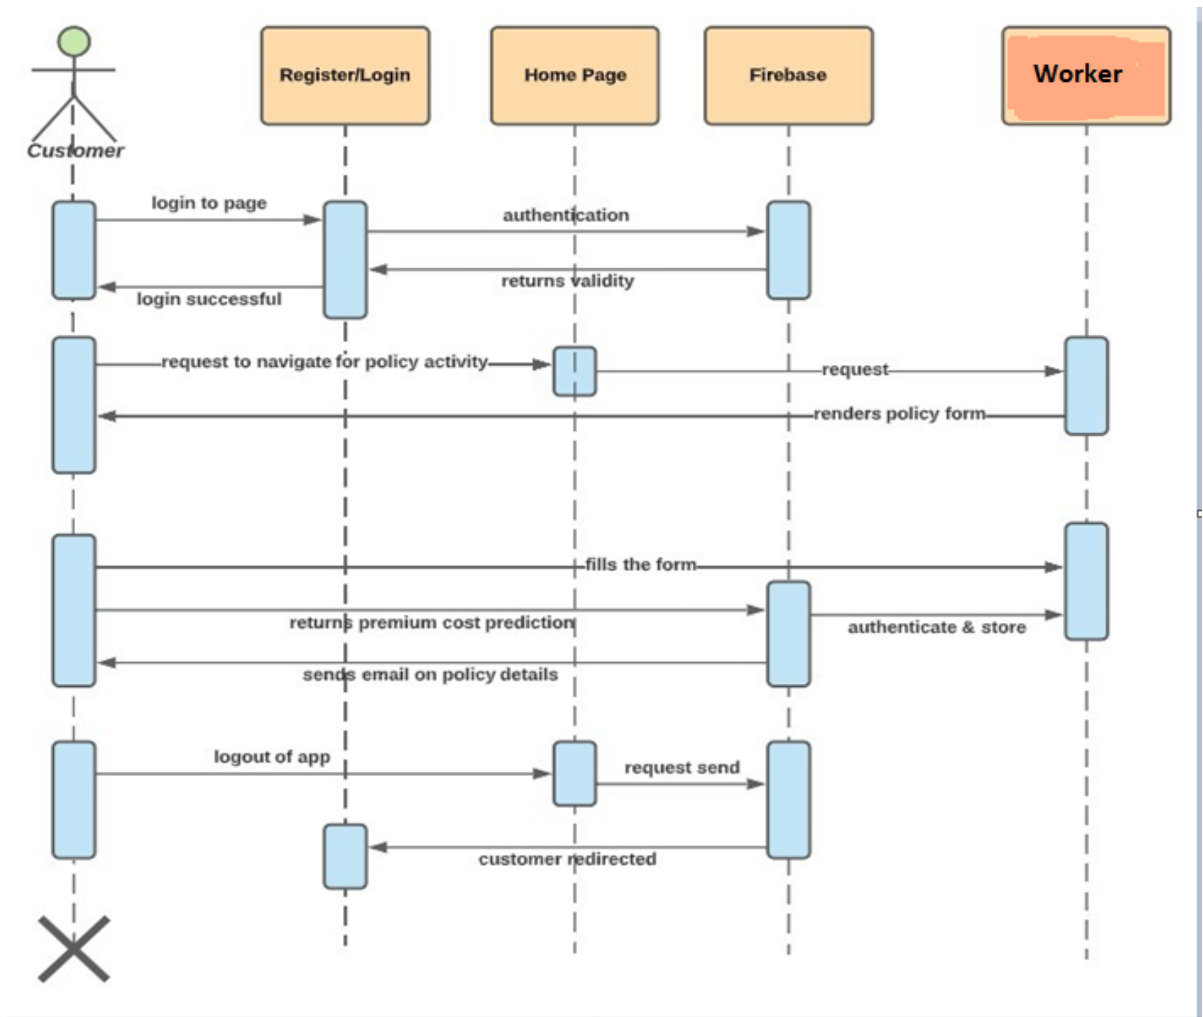 Register/Login
Home Page
Firebase
Worker
Customer
login to page
authentication
returns validity
login successful
request to navigate for policy activity
request
renders policy form
fills the form
returns premium cost prediction
authenticate & store
sends email on policy details
logout of app
request send
customer redirected